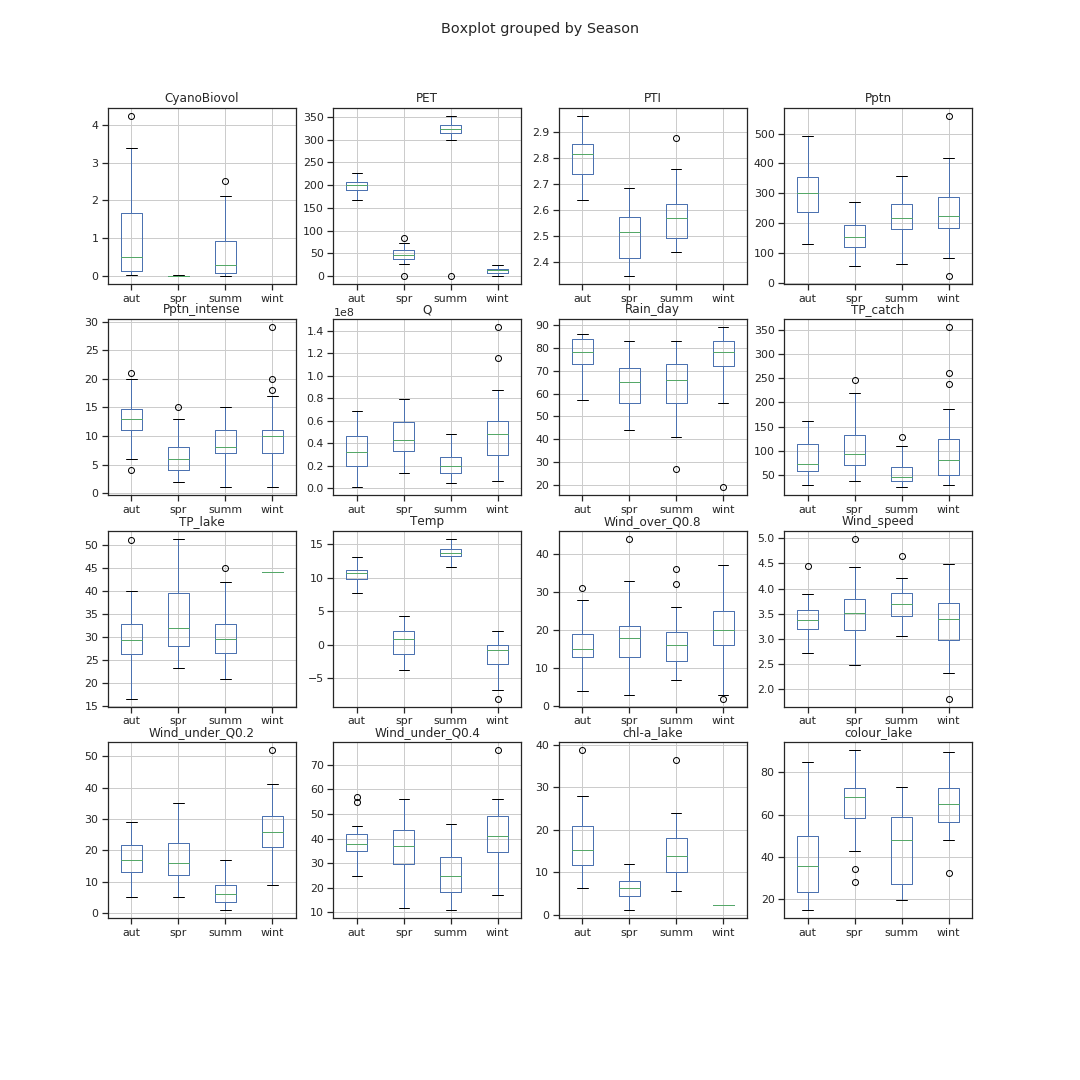 Boxplot grouped by Season
CyanoBiovol PET PTI Pptn
4 3 2 1 0
aut spr summ wint
350 300 250 200 150 100 50 0
aut spr summ wint
2.9 2.8 2.7 2.6 2.5 2.4
aut spr summ wint
500 400 300 200 100 0
aut spr summ wint
Pptn_intense Q Rain_day TP_catch
30 25 20 15 10 5 0
aut spr summ wint
1e8
1.4 1.2 1.0 0.8 0.6 0.4 0.2 0.0
aut spr summ wint
90 80 70 60 50 40 30 20
aut spr summ wint
350 300 250 200 150 100 50
aut spr summ wint
TP_lake Temp Wind_over_Q0.8 Wind_speed
50 45 40 35 30 25 20 15
aut spr summ wint
15 10 5 0 −5
aut spr summ wint
40 30 20 10 0
aut spr summ wint
5.0 4.5 4.0 3.5 3.0 2.5 2.0
aut spr summ wint
Wind_under_Q0.2 Wind_under_Q0.4 chl-a_lake colour_lake
50 40 30 20 10 0
aut spr summ wint
70 60 50 40 30 20 10
aut spr summ wint
40 30 20 10 0
aut spr summ wint
80 60 40 20
aut spr summ wint